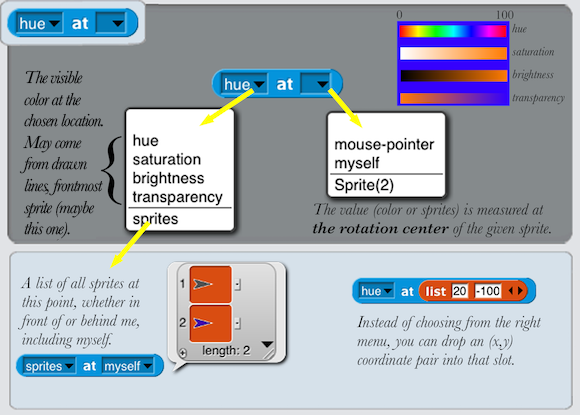 hue at
0 100
hue
saturation
brightness
transparency
The visible
color at the
chosen location.
May come
from drawn
lines, frontmost
sprite (maybe
this one).
hue at
hue
saturation
brightness
transparency
sprites
mouse-pointer
myself
Sprite(2)
The value (color or sprites) is measured at
the rotation center of the given sprite.
A list of all sprites at
this point, whether in
front of or behind me,
including myself.
sprites at myself
1
2
length: 2
hue at list 20 -100
Instead of choosing from the right
menu, you can drop an (x,y)
coordinate pair into that slot.